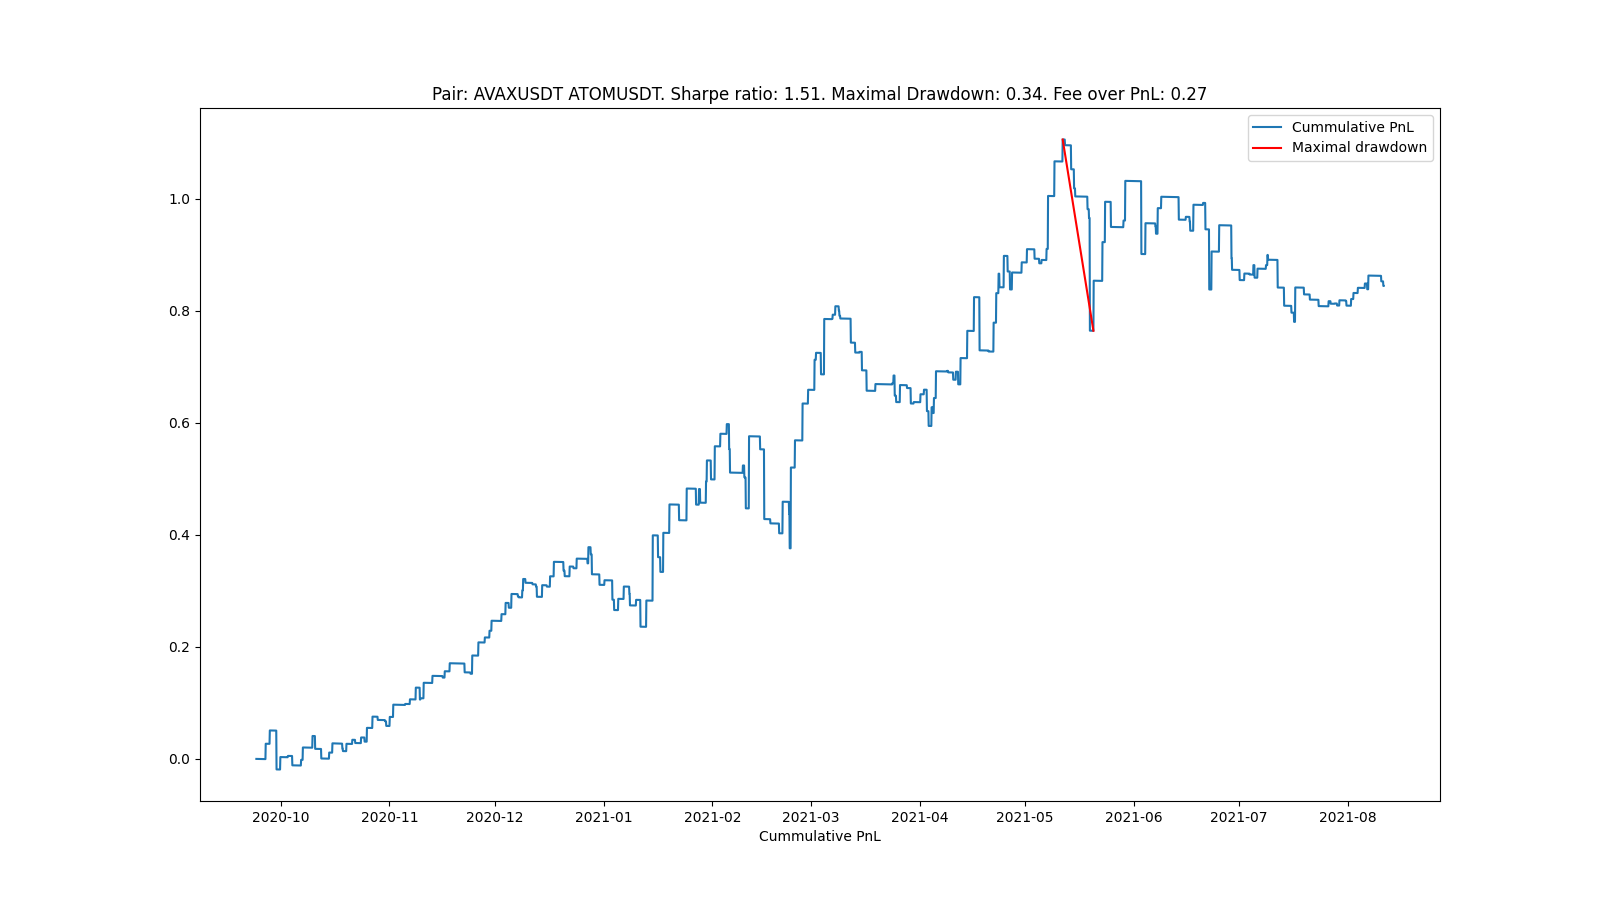 Pair: AVAXUSDT ATOMUSDT. Sharpe ratio: 1.51. Maximal Drawdown: 0.34. Fee over PnL: 0.27
Cummulative PnL
Maximal drawdown
1.0
0.8
0.6
0.4
0.2
0.0
2020-10 2020-11 2020-12 2021-01 2021-02 2021-03 2021-04 2021-05 2021-06 2021-07 2021-08
Cummulative PnL